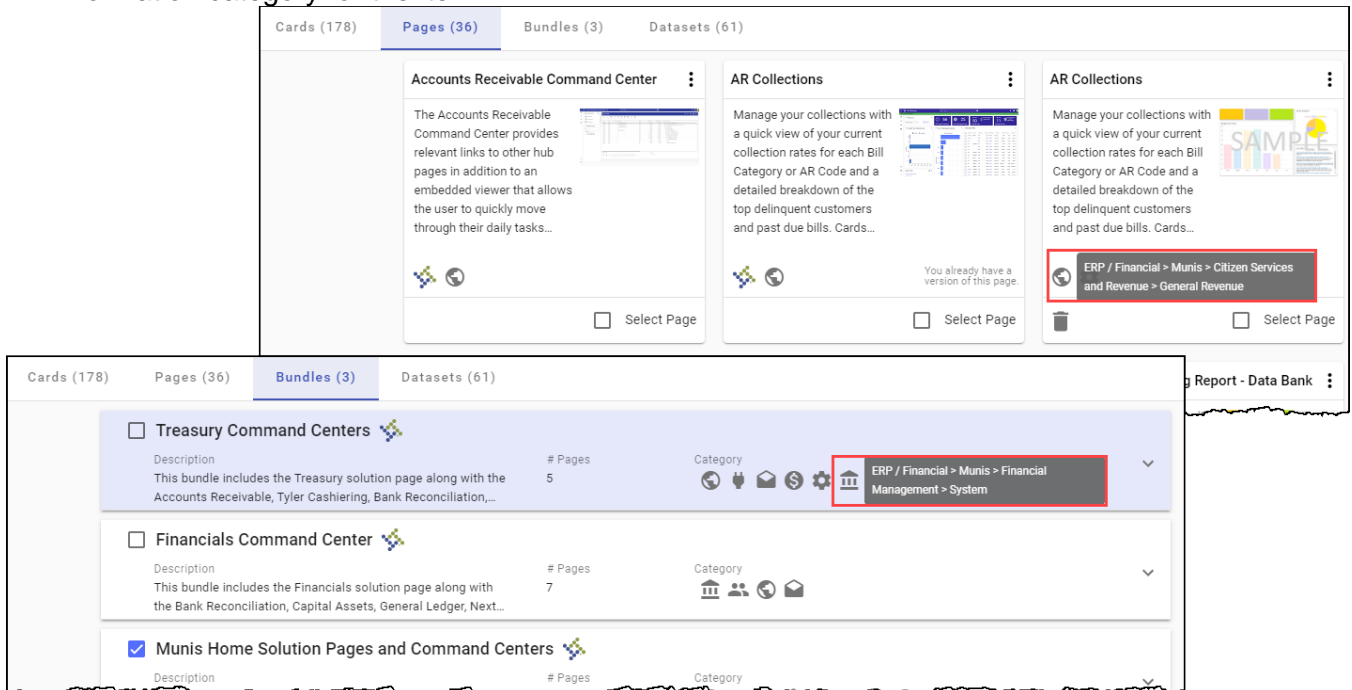 Cards (178) Pages (36) Bundles (3) Datasets (61)
Accounts Receivable Command Center
The Accounts Receivable
Command Center provides
relevant links to other hub
pages in addition to an
embedded viewer that allows
the user to quickly move
through their daily tasks...
Select Page
AR Collections
Manage your collections with
a quick view of your current
collection rates for each Bill
Category or AR Code and a
detailed breakdown of the
top delinquent customers
and past due bills. Cards...
You already have a
version of this page.
Select Page
AR Collections
Manage your collections with
a quick view of your current
collection rates for each Bill
Category or AR Code and a
detailed breakdown of the
top delinquent customers
and past due bills. Cards...
SAMPLE
ERP / Financial > Munis > Citizen Services
and Revenue > General Revenue
Select Page
Report - Data Bank
Cards (178) Pages (36) Bundles (3) Datasets (61)
Treasury Command Centers
Description # Pages Category
This bundle includes the Treasury solution page along with the 5
Accounts Receivable, Tyler Cashiering, Bank Reconciliation,...
ERP / Financial > Munis > Financial
Management > System
Financials Command Center
Description # Pages Category
This bundle includes the Financials solution page along with 7
the Bank Reconciliation, Capital Assets, General Ledger, Next...
Munis Home Solution Pages and Command Centers
Description # Pages Category